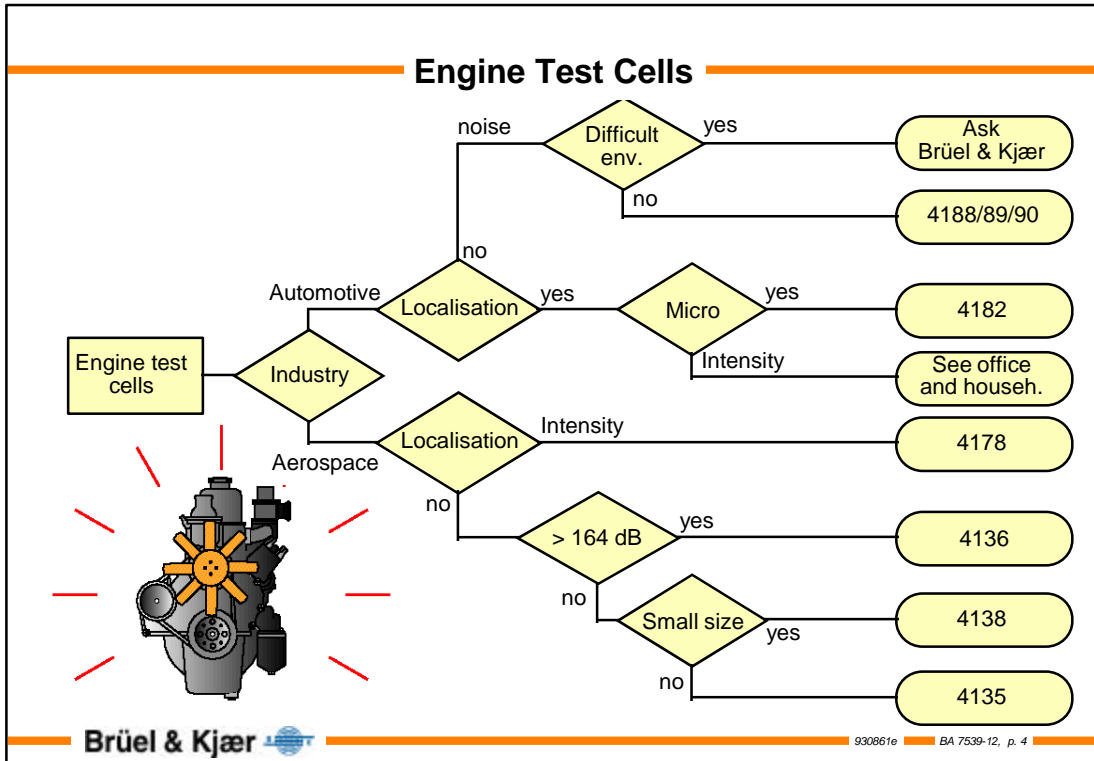 Engine Test Cells
noise
Difficult
env.
yes
Ask
Brüel & Kjær
no
4188/89/90
no
Automotive
Localisation
yes
Micro
yes
4182
Intensity
See office
and househ.
Engine test
cells
Industry
Aerospace
Localisation
Intensity
4178
no
> 164 dB
yes
4136
no
Small size
yes
4138
no
4135
Brüel & Kjær
930861e
BA 7539-12, p. 4